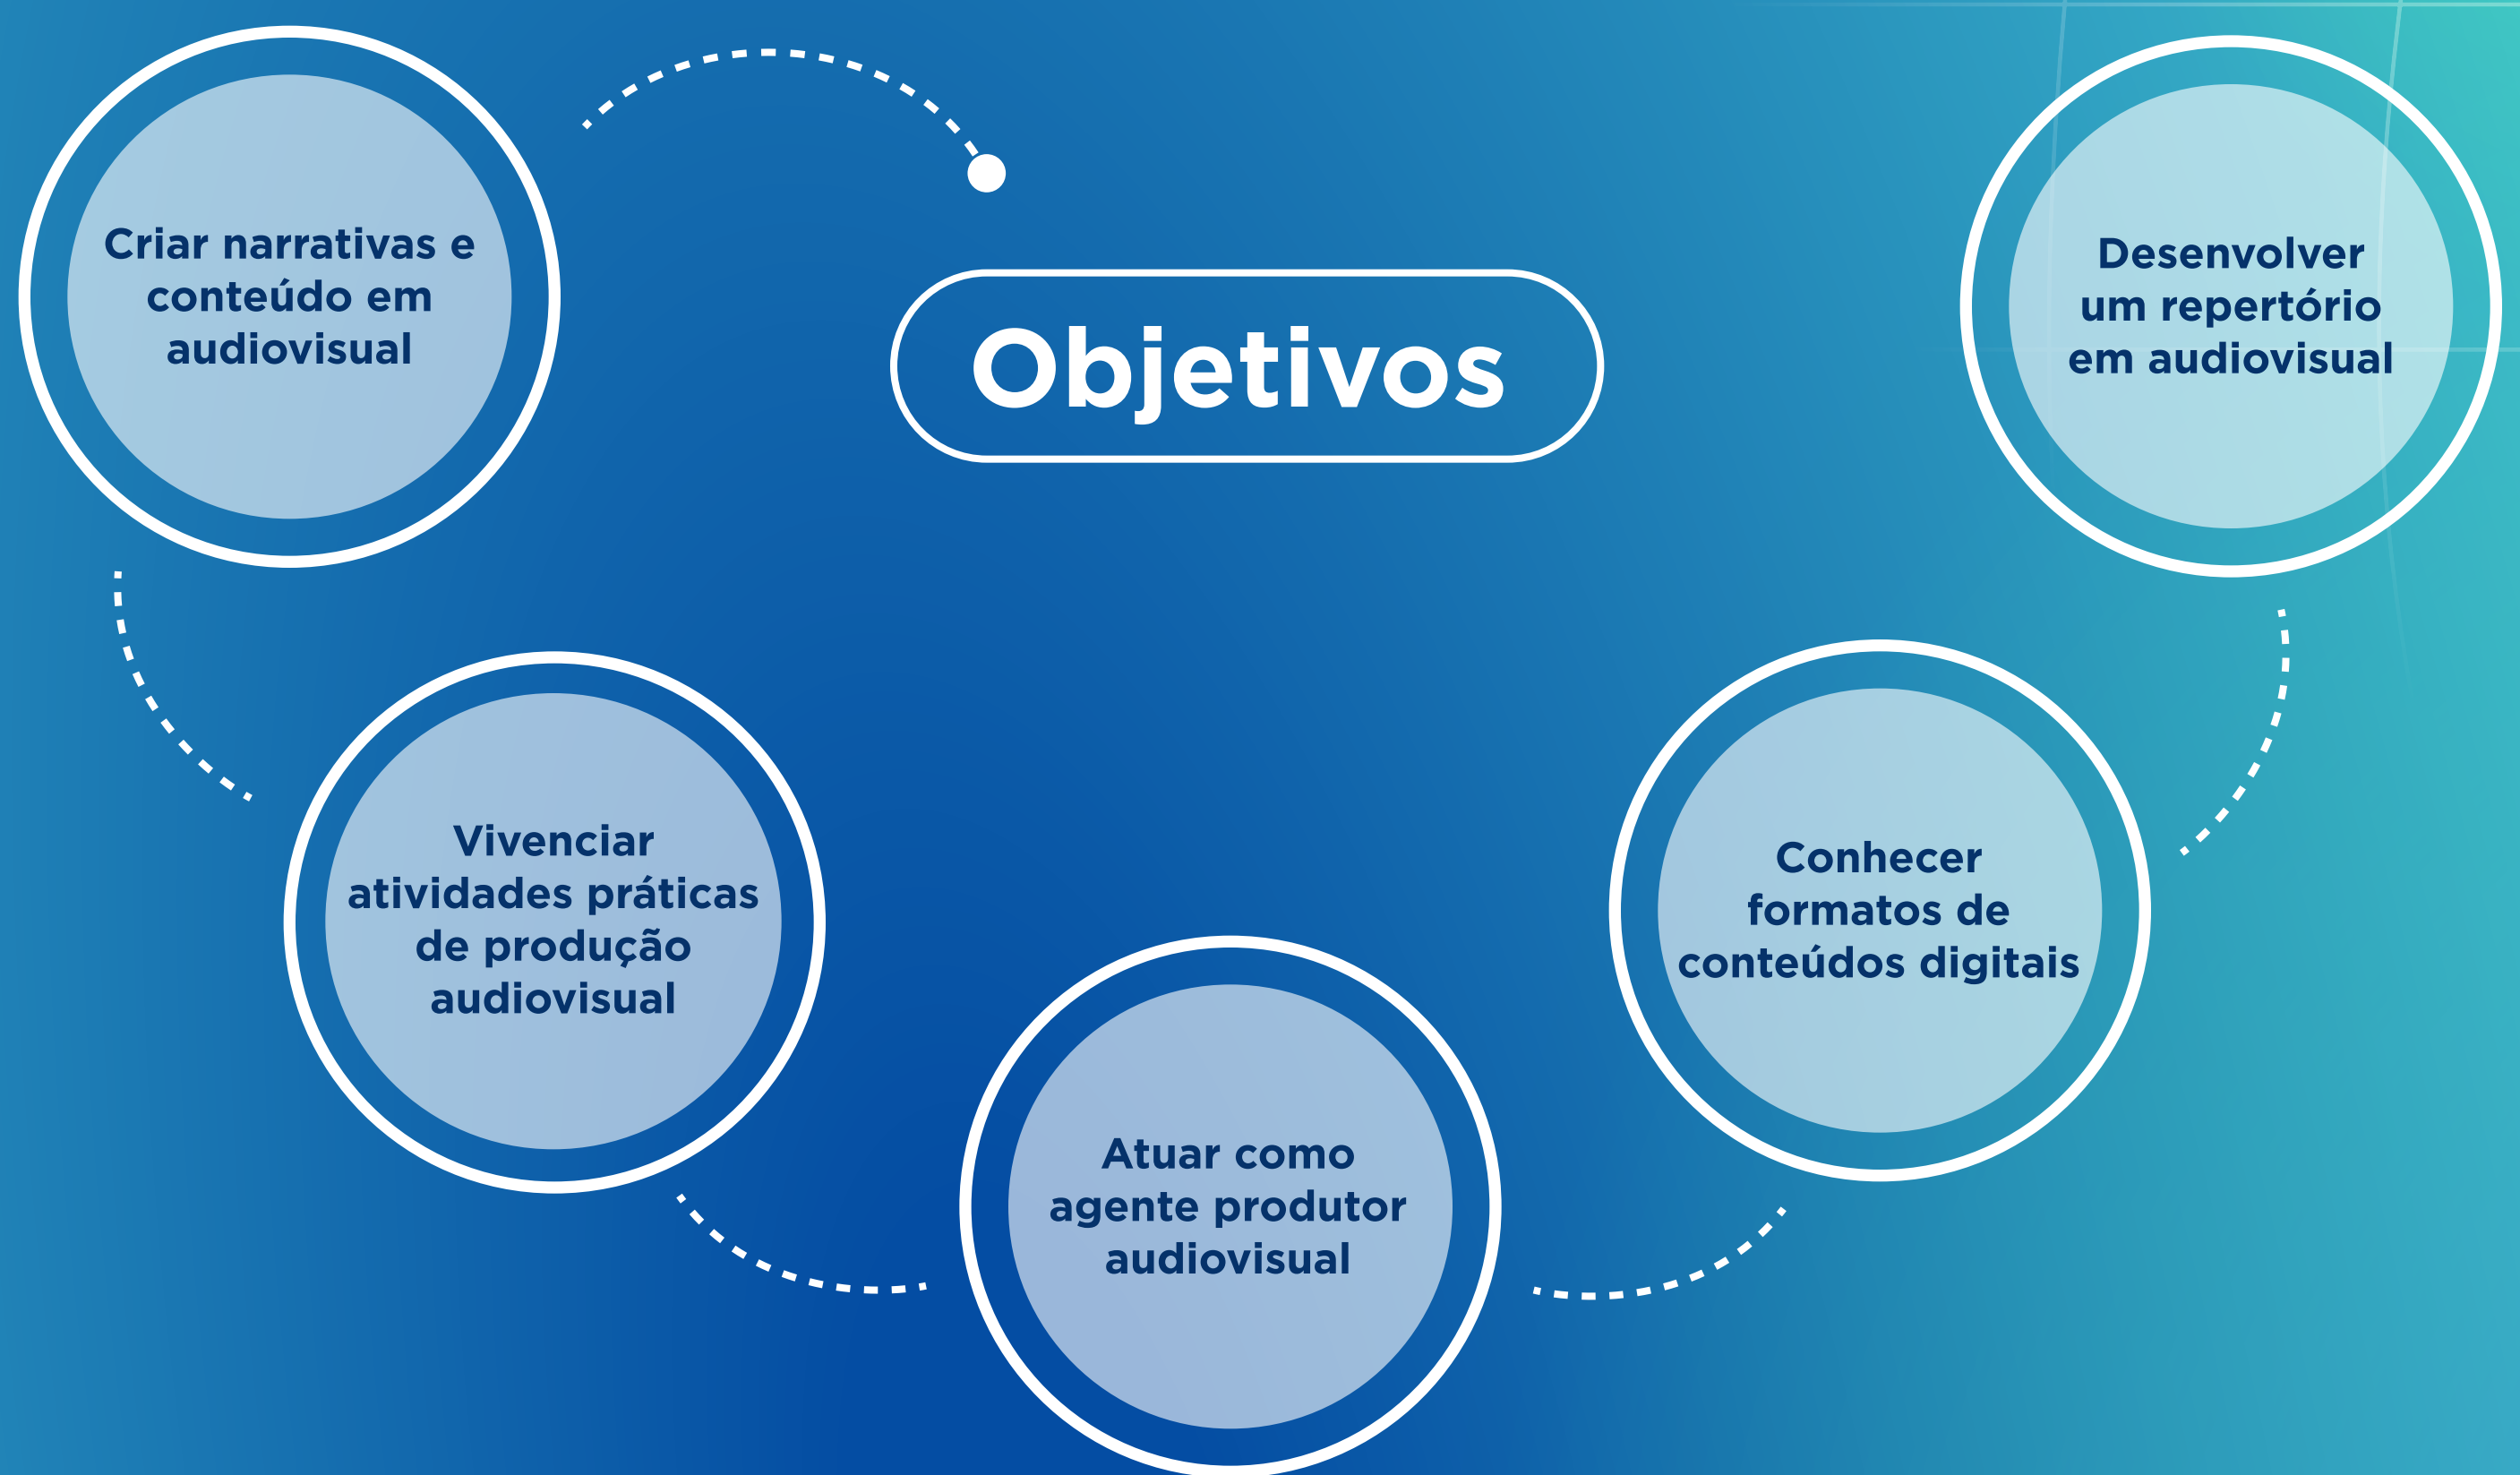 Objetivos
Criar narrativas e
conteúdo em
audiovisual
Vivenciar
atividades práticas
de produção
audiovisual
Atuar como
agente produtor
audiovisual
Conhecer
formatos de
conteúdos digitais
Desenvolver
um repertório
em audiovisual